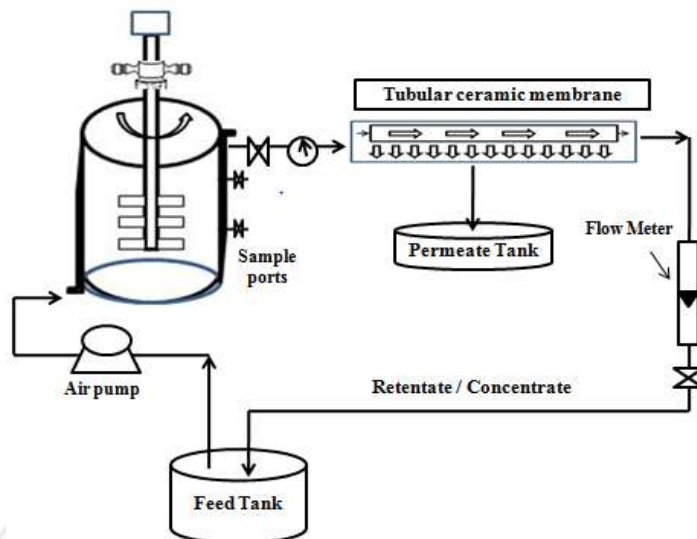 Tubular ceramic membrane
Sample
ports
Permeate Tank
Flow Meter
Air pump
Retentate / Concentrate
Feed Tank